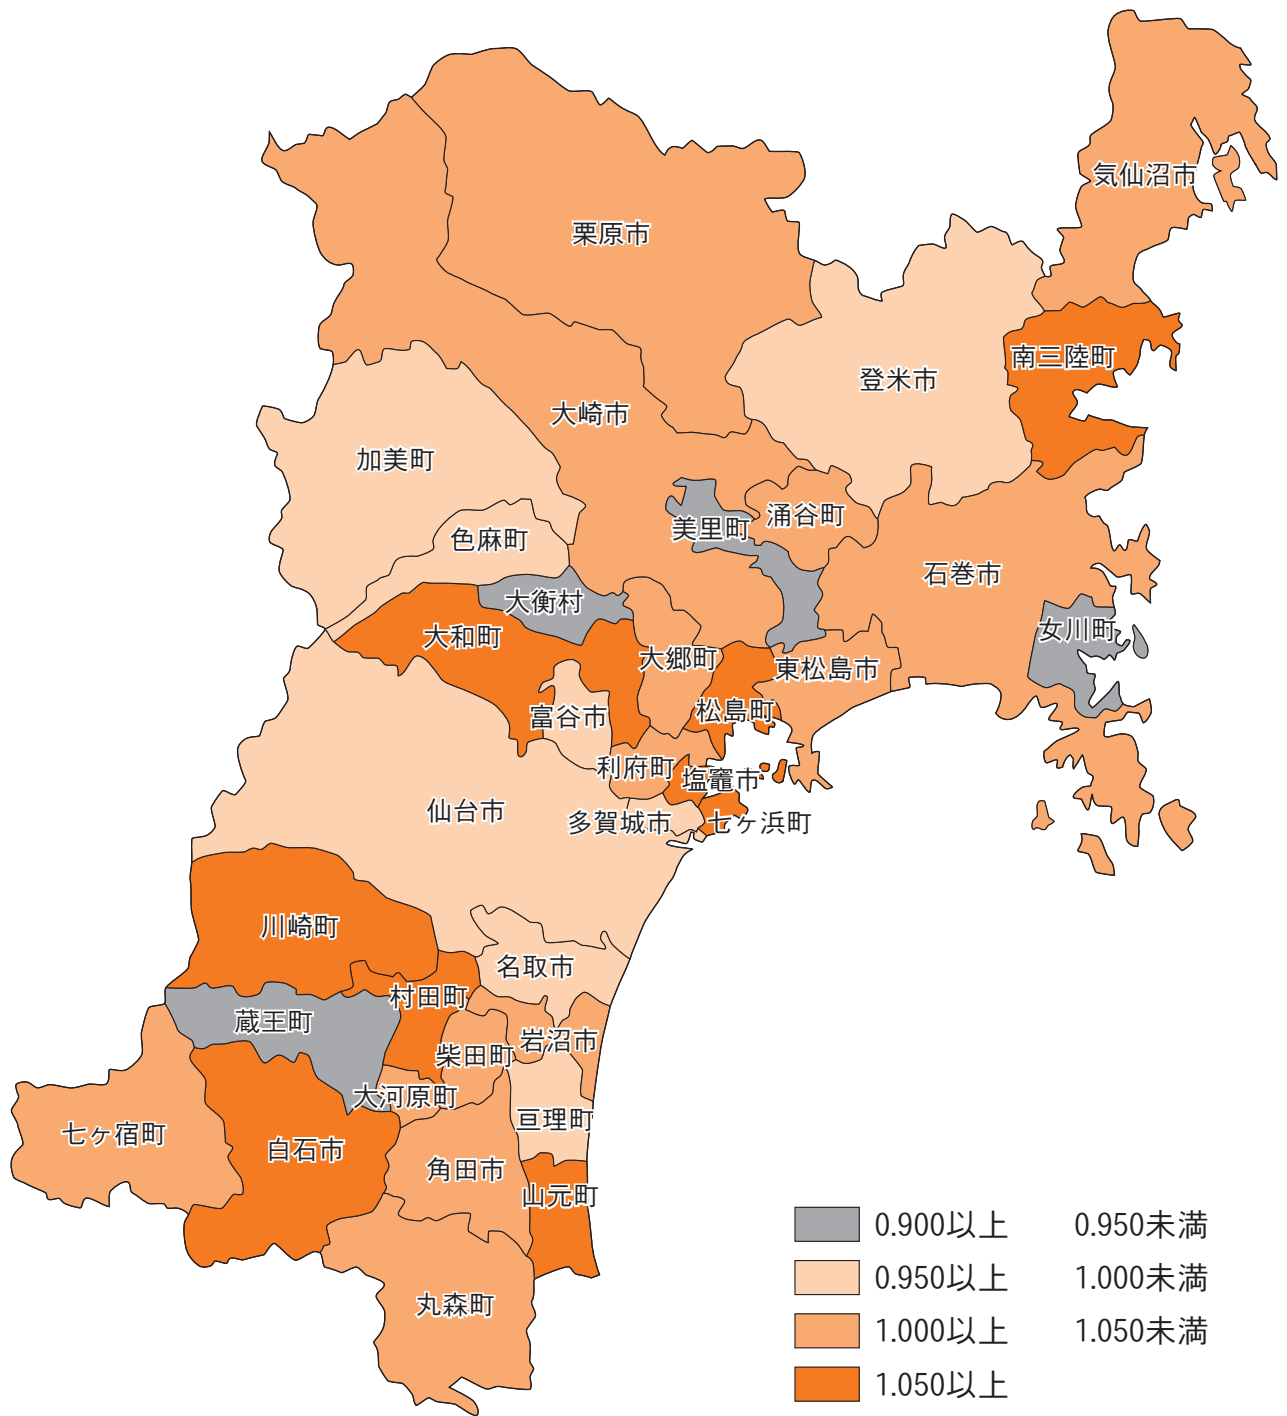 気仙沼市
栗原市
南三陸町
登米市
大崎市
加美町
涌谷町
美里町
色麻町
石巻市
大衡村
女川町
大和町
大郷町
東松島市
松島町
富谷市
利府町
塩竈市
仙台市
多賀城市
七ヶ浜町
川崎町
名取市
村田町
蔵王町
岩沼市
柴田町
大河原町
亘理町
七ヶ宿町
白石市
角田市
山元町
丸森町
0.900以上 0.950未満
0.950以上 1.000未満
1.000以上 1.050未満
1.050以上